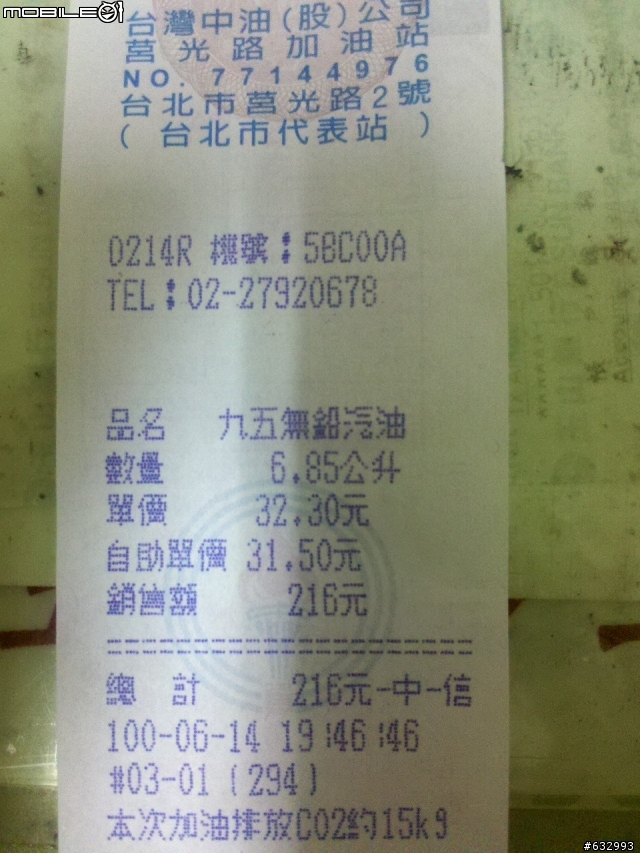 MOBILE01
台灣中油(股)公司
莒光路加油站
NO. 77144976
台北市莒光路2號
( 台北市代表站 )
0214R 機號：5BC00A
TEL：02-27920678
品名 九五無鉛汽油
數量 6.85公升
單價 32.30元
自助單價 31.50元
銷售額 216元
總 計 216元-中-信
100-06-14 19:46:46
#03-01 (294)
本次加油排放CO2約15kg
#632993